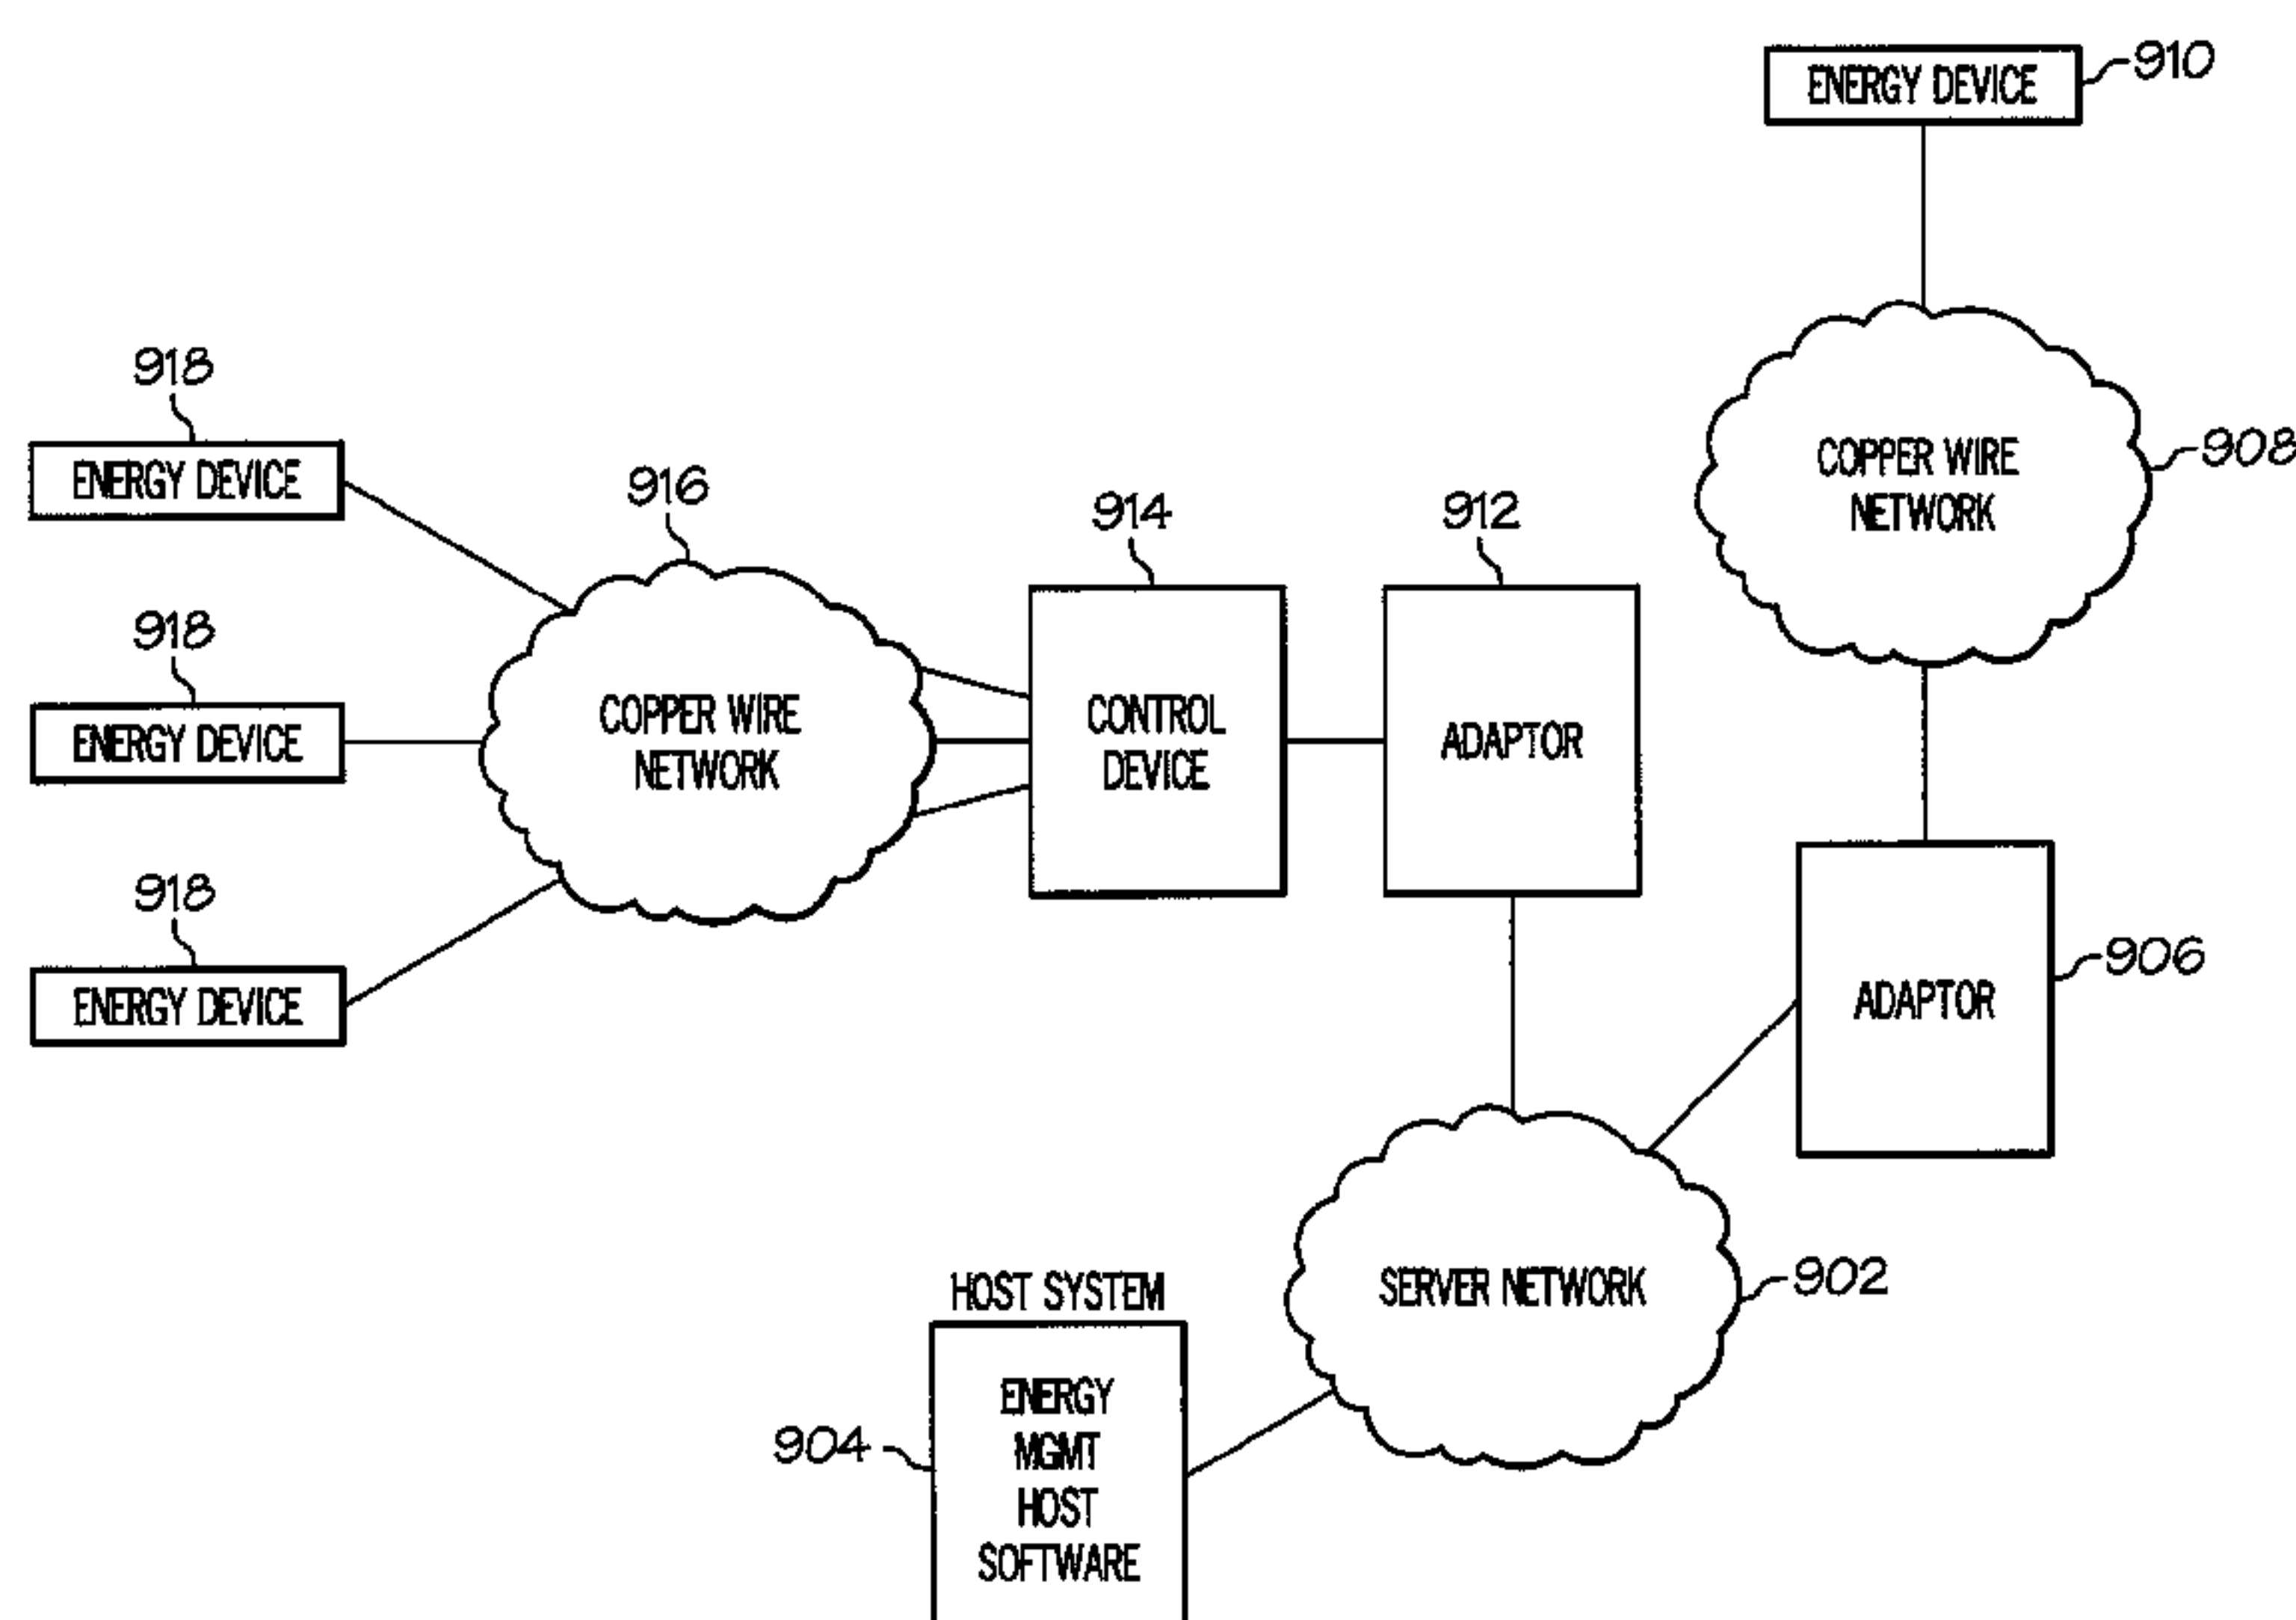 ENERGY DEVICE
910
918
ENERGY DEVICE
916
914
912
COPPER WIRE
NETWORK
908
918
ENERGY DEVICE
COPPER WIRE
NETWORK
CONTROL
DEVICE
ADAPTOR
918
ENERGY DEVICE
ADAPTOR
906
SERVER NETWORK
902
HOST SYSTEM
904
ENERGY
MGMT
HOST
SOFTWARE